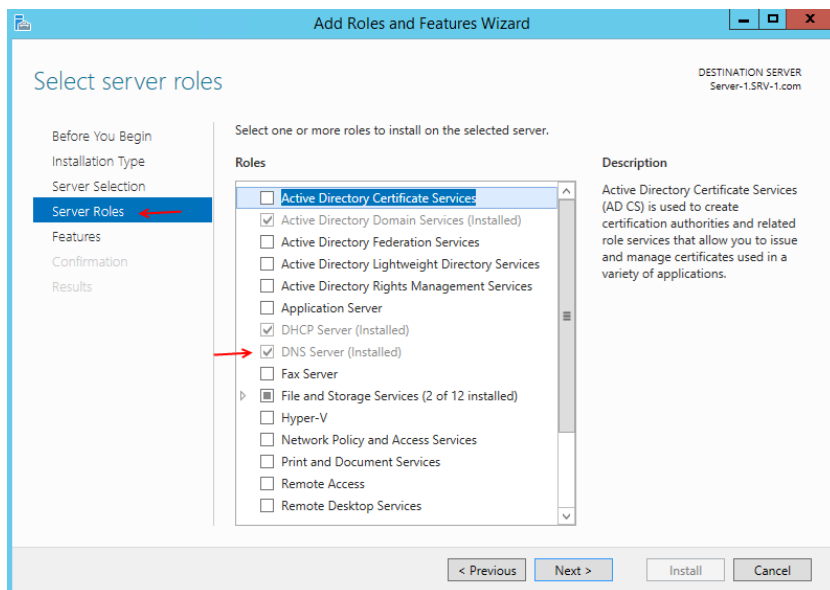 Add Roles and Features Wizard
Select server roles
DESTINATION SERVER
Server-1.SRV-1.com
Before You Begin
Installation Type
Server Selection
Server Roles
Features
Confirmation
Results
Select one or more roles to install on the selected server.
Roles
Active Directory Certificate Services
Active Directory Domain Services (Installed)
Active Directory Federation Services
Active Directory Lightweight Directory Services
Active Directory Rights Management Services
Application Server
DHCP Server (Installed)
DNS Server (Installed)
Fax Server
File and Storage Services (2 of 12 installed)
Hyper-V
Network Policy and Access Services
Print and Document Services
Remote Access
Remote Desktop Services
Description
Active Directory Certificate Services
(AD CS) is used to create
certification authorities and related
role services that allow you to issue
and manage certificates used in a
variety of applications.
< Previous
Next >
Install
Cancel